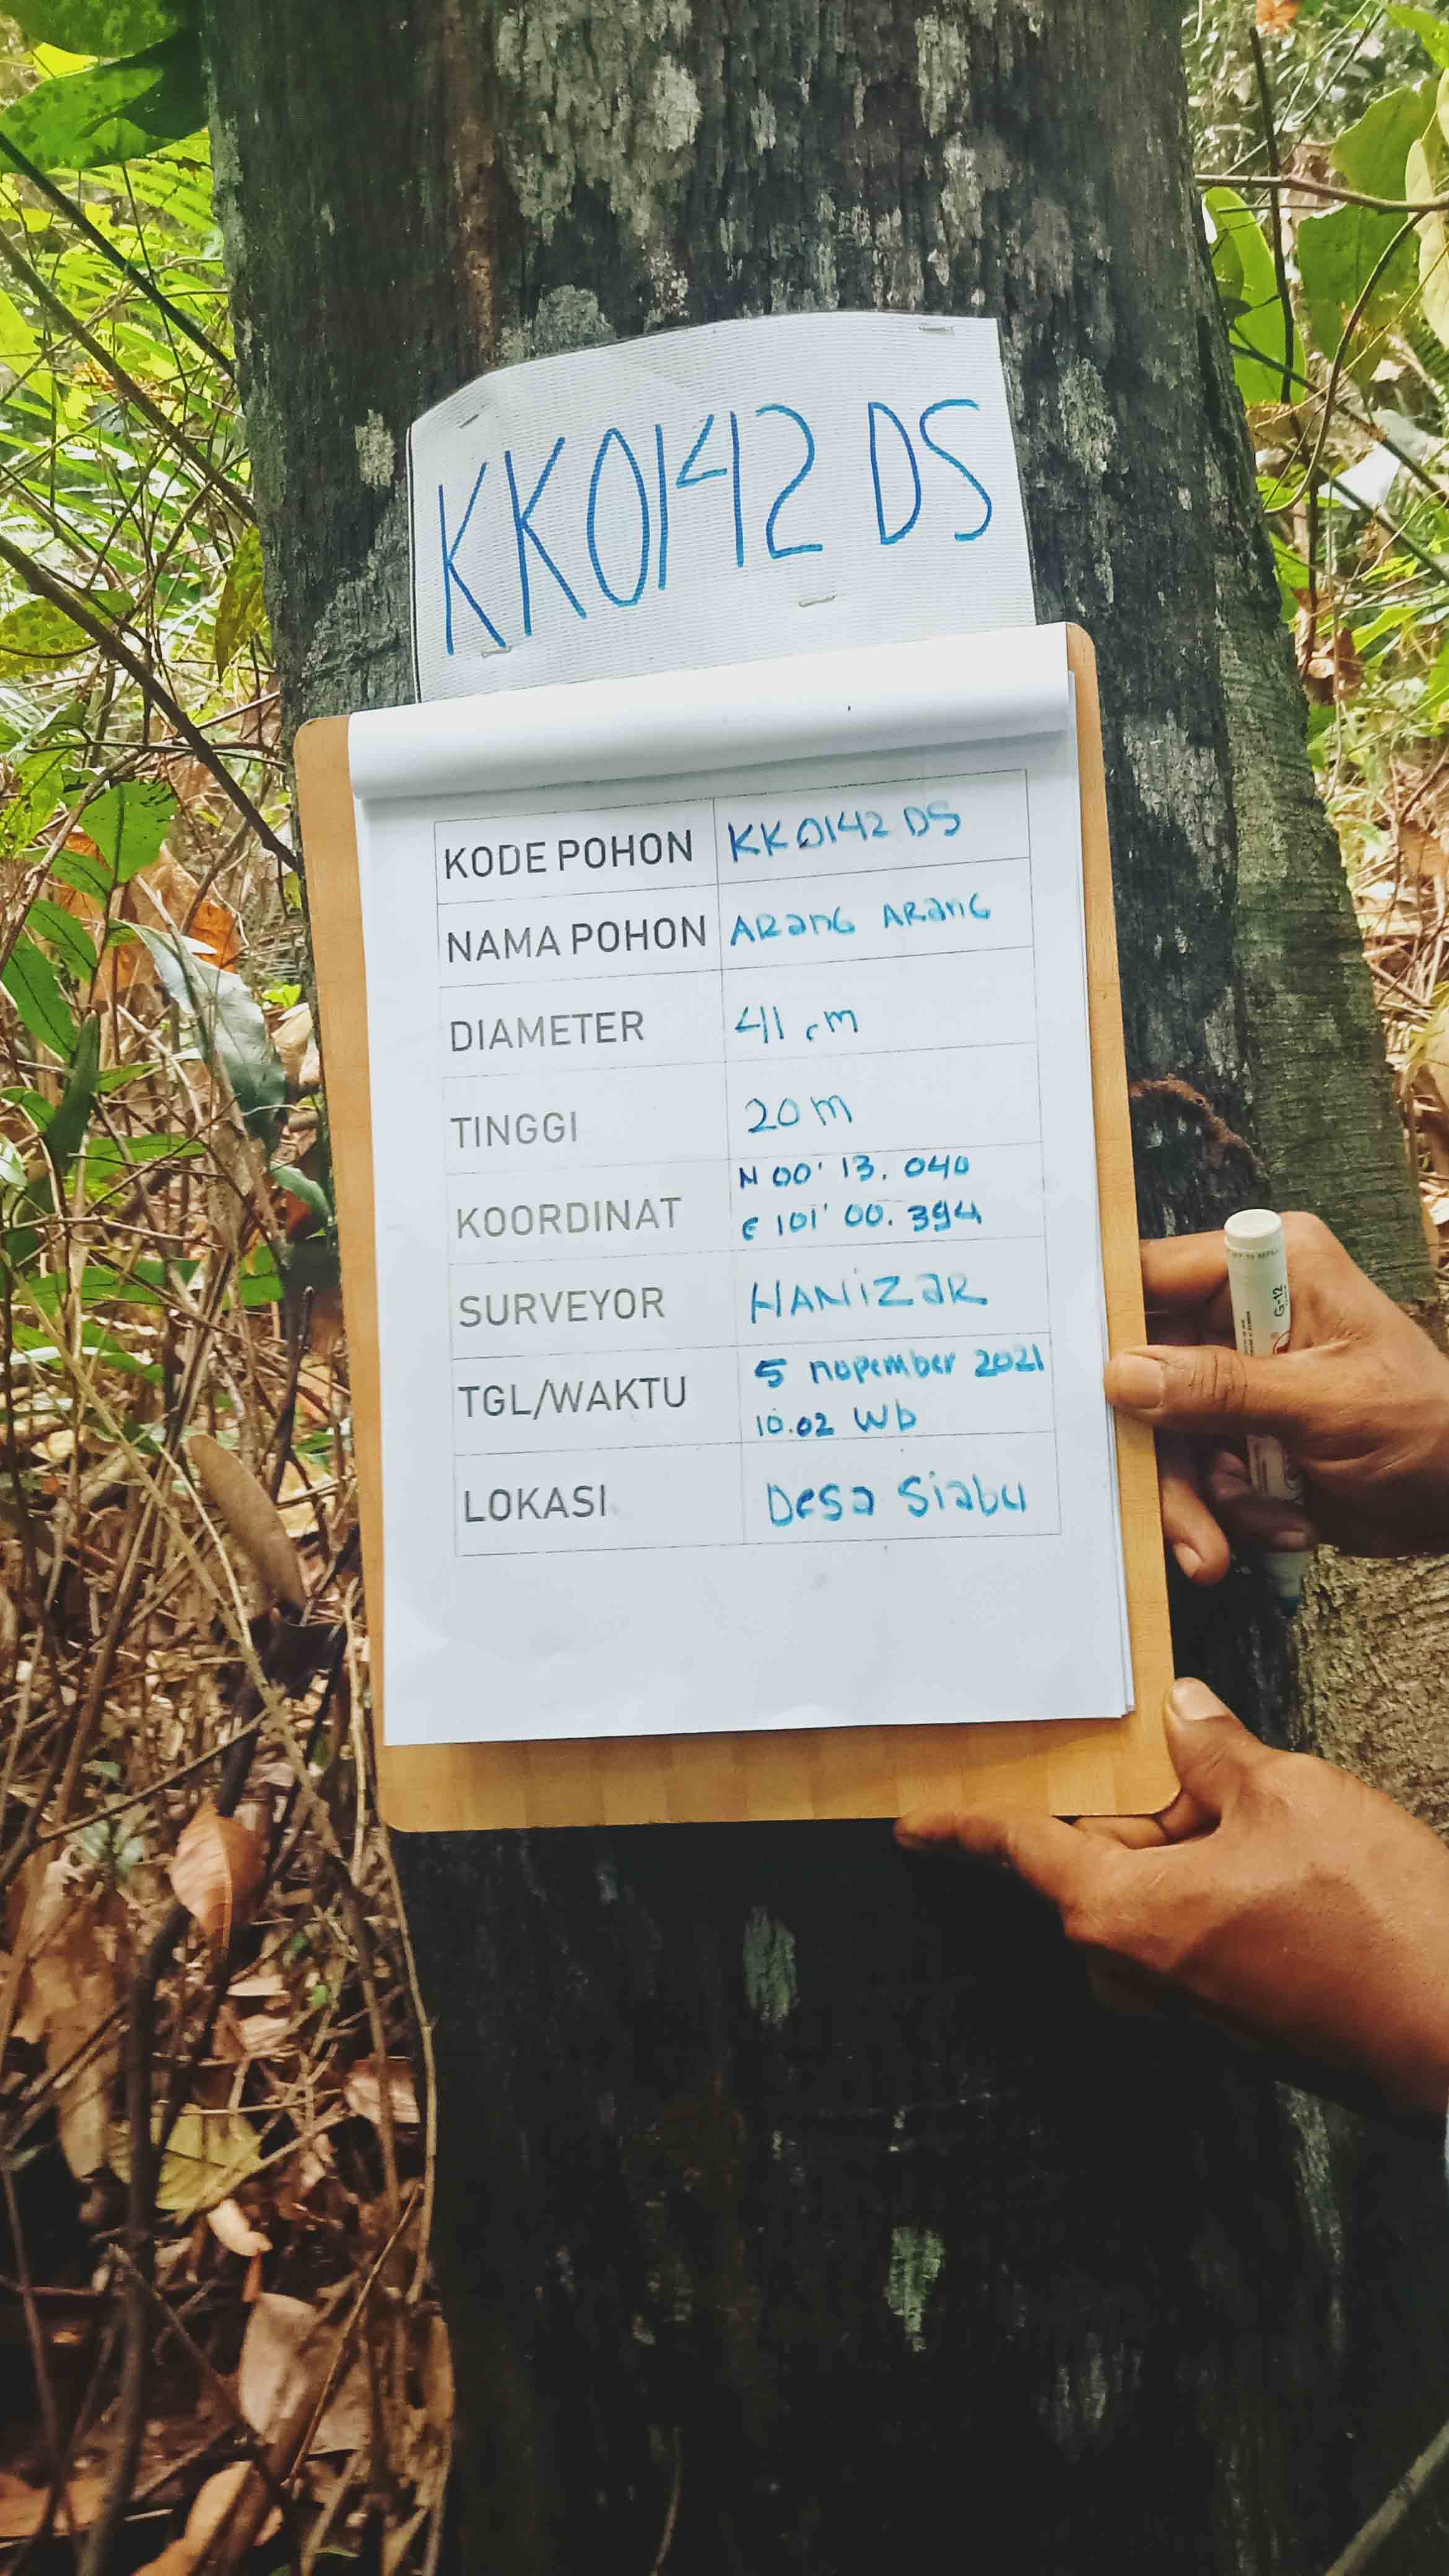 KK0142 DS
KODE POHON KK0142 DS
NAMA POHON ARanG ARanG
DIAMETER 41 cm
TINGGI 20 m
KOORDINAT N 00' 13. 040
E 101' 00. 394
SURVEYOR HANiZaR
TGL/WAKTU 5 nopember 2021
10.02 Wb
LOKASI Desa Siabu
G-12